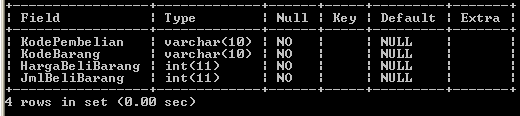 | Field | Type | Null | Key | Default | Extra |
| KodePembelian | varchar(10) | NO | | NULL | |
| KodeBarang | varchar(10) | NO | | NULL | |
| HargaBeliBarang | int(11) | NO | | NULL | |
| JmlBeliBarang | int(11) | NO | | NULL | |
4 rows in set (0.00 sec)